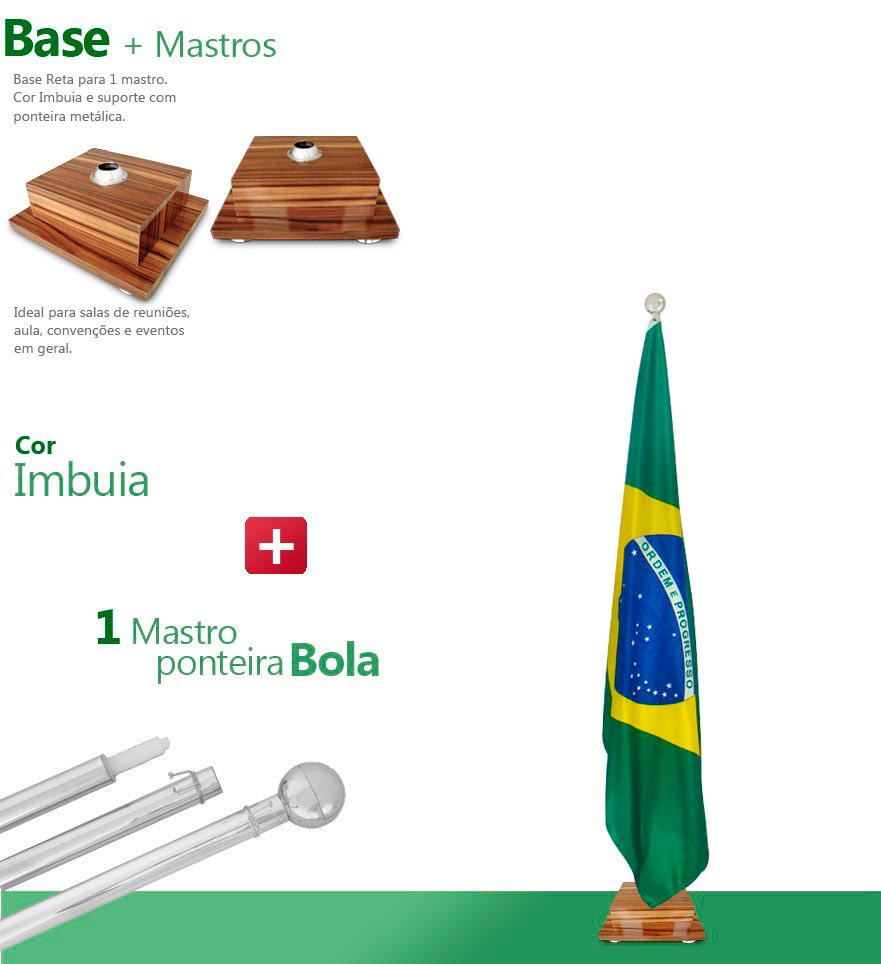 Base + Mastros
Base Reta para 1 mastro.
Cor Imbuia e suporte com
ponteira metálica.
Ideal para salas de reuniões,
aula, convenções e eventos
em geral.
Cor
Imbuia
1 Mastro
ponteira Bola
ORDEM E PROGRESSO